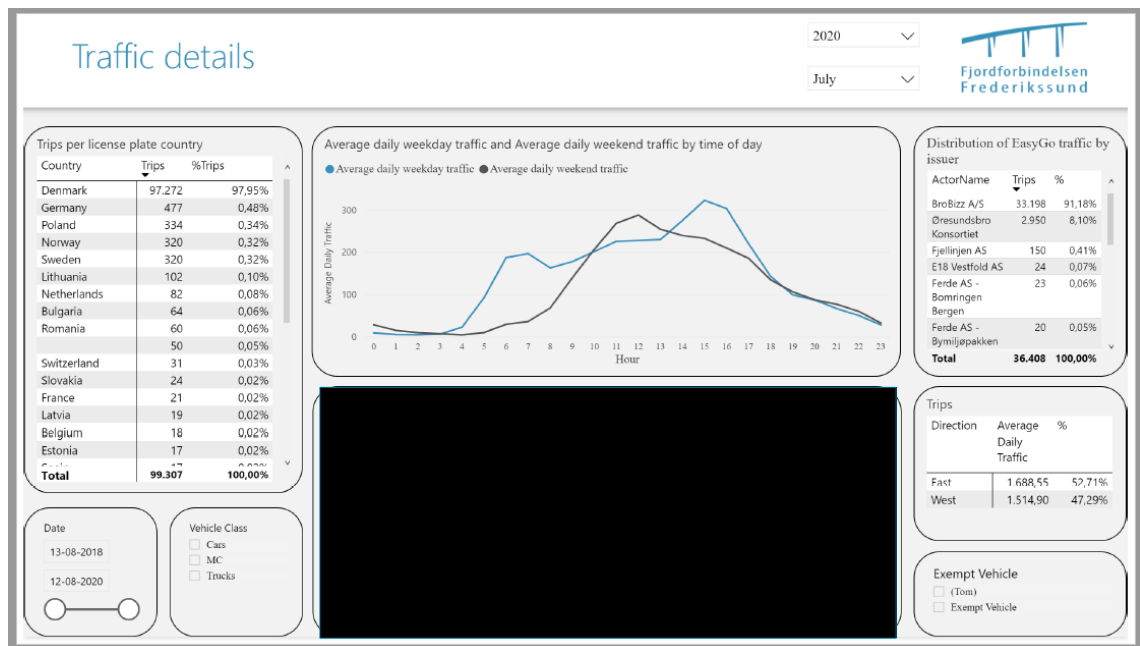 Traffic details
2020
July
Fjordforbindelsen
Frederikssund
Trips per license plate country
Country Trips %Trips
Denmark 97.272 97,95%
Germany 477 0,48%
Poland 334 0,34%
Norway 320 0,32%
Sweden 320 0,32%
Lithuania 102 0,10%
Netherlands 82 0,08%
Bulgaria 64 0,06%
Romania 60 0,06%
50 0,05%
Switzerland 31 0,03%
Slovakia 24 0,02%
France 21 0,02%
Latvia 19 0,02%
Belgium 18 0,02%
Estonia 17 0,02%
Total 99.307 100,00%
Average daily weekday traffic and Average daily weekend traffic by time of day
Average daily weekday traffic Average daily weekend traffic
Average Daily Traffic
300
200
100
0
0 1 2 3 4 5 6 7 8 9 10 11 12 13 14 15 16 17 18 19 20 21 22 23
Hour
Distribution of EasyGo traffic by
issuer
ActorName Trips %
BroBizz A/S 33.198 91,18%
Øresundsbro 2.950 8,10%
Konsortiet
Fjellinjen AS 150 0,41%
E18 Vestfold AS 24 0,07%
Ferde AS - 23 0,06%
Bomringen
Bergen
Ferde AS - 20 0,05%
Bymiljøpakken
Total 36.408 100,00%
Trips
Direction Average %
Daily
Traffic
East 1.688,55 52,71%
West 1.514,90 47,29%
Date
13-08-2018
12-08-2020
Vehicle Class
Cars
MC
Trucks
Exempt Vehicle
(Tom)
Exempt Vehicle